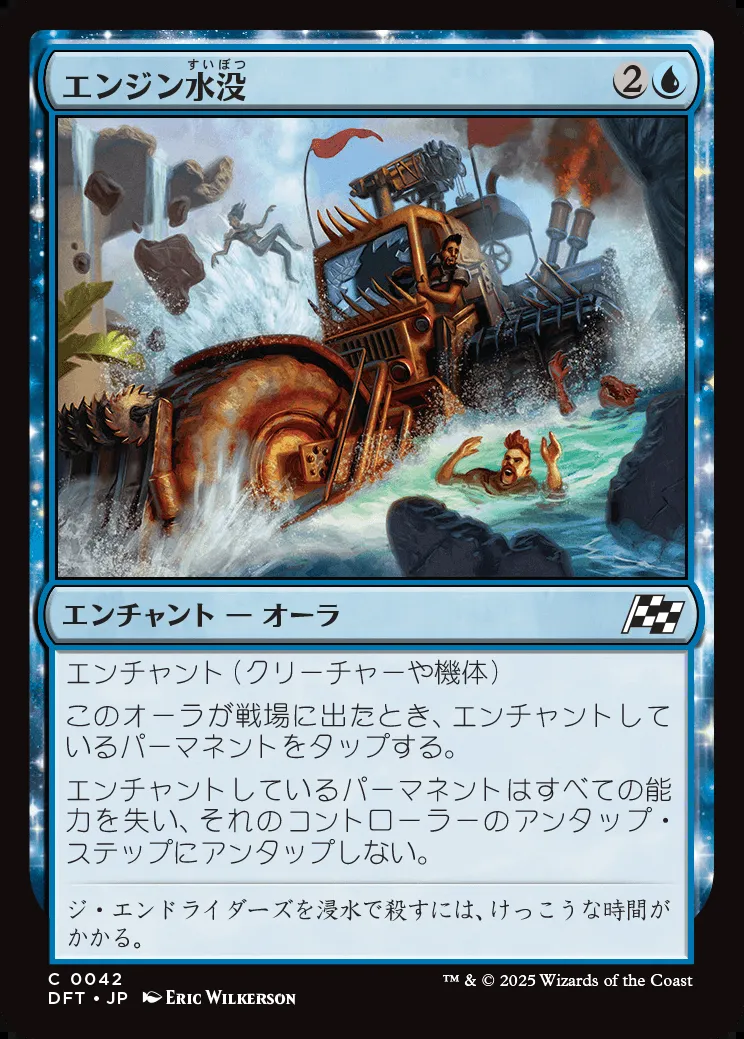 すいぼつ
エンジン水没
2
エンチャント — オーラ
エンチャント（クリーチャーや機体）
このオーラが戦場に出たとき、エンチャントして
いるパーマネントをタップする。
エンチャントしているパーマネントはすべての能
力を失い、それのコントローラーのアンタップ・
ステップにアンタップしない。
ジ・エンドライダーズを浸水で殺すには、けっこうな時間が
かかる。
C 0042
DFT • JP ERIC WILKERSON
™ & © 2025 Wizards of the Coast